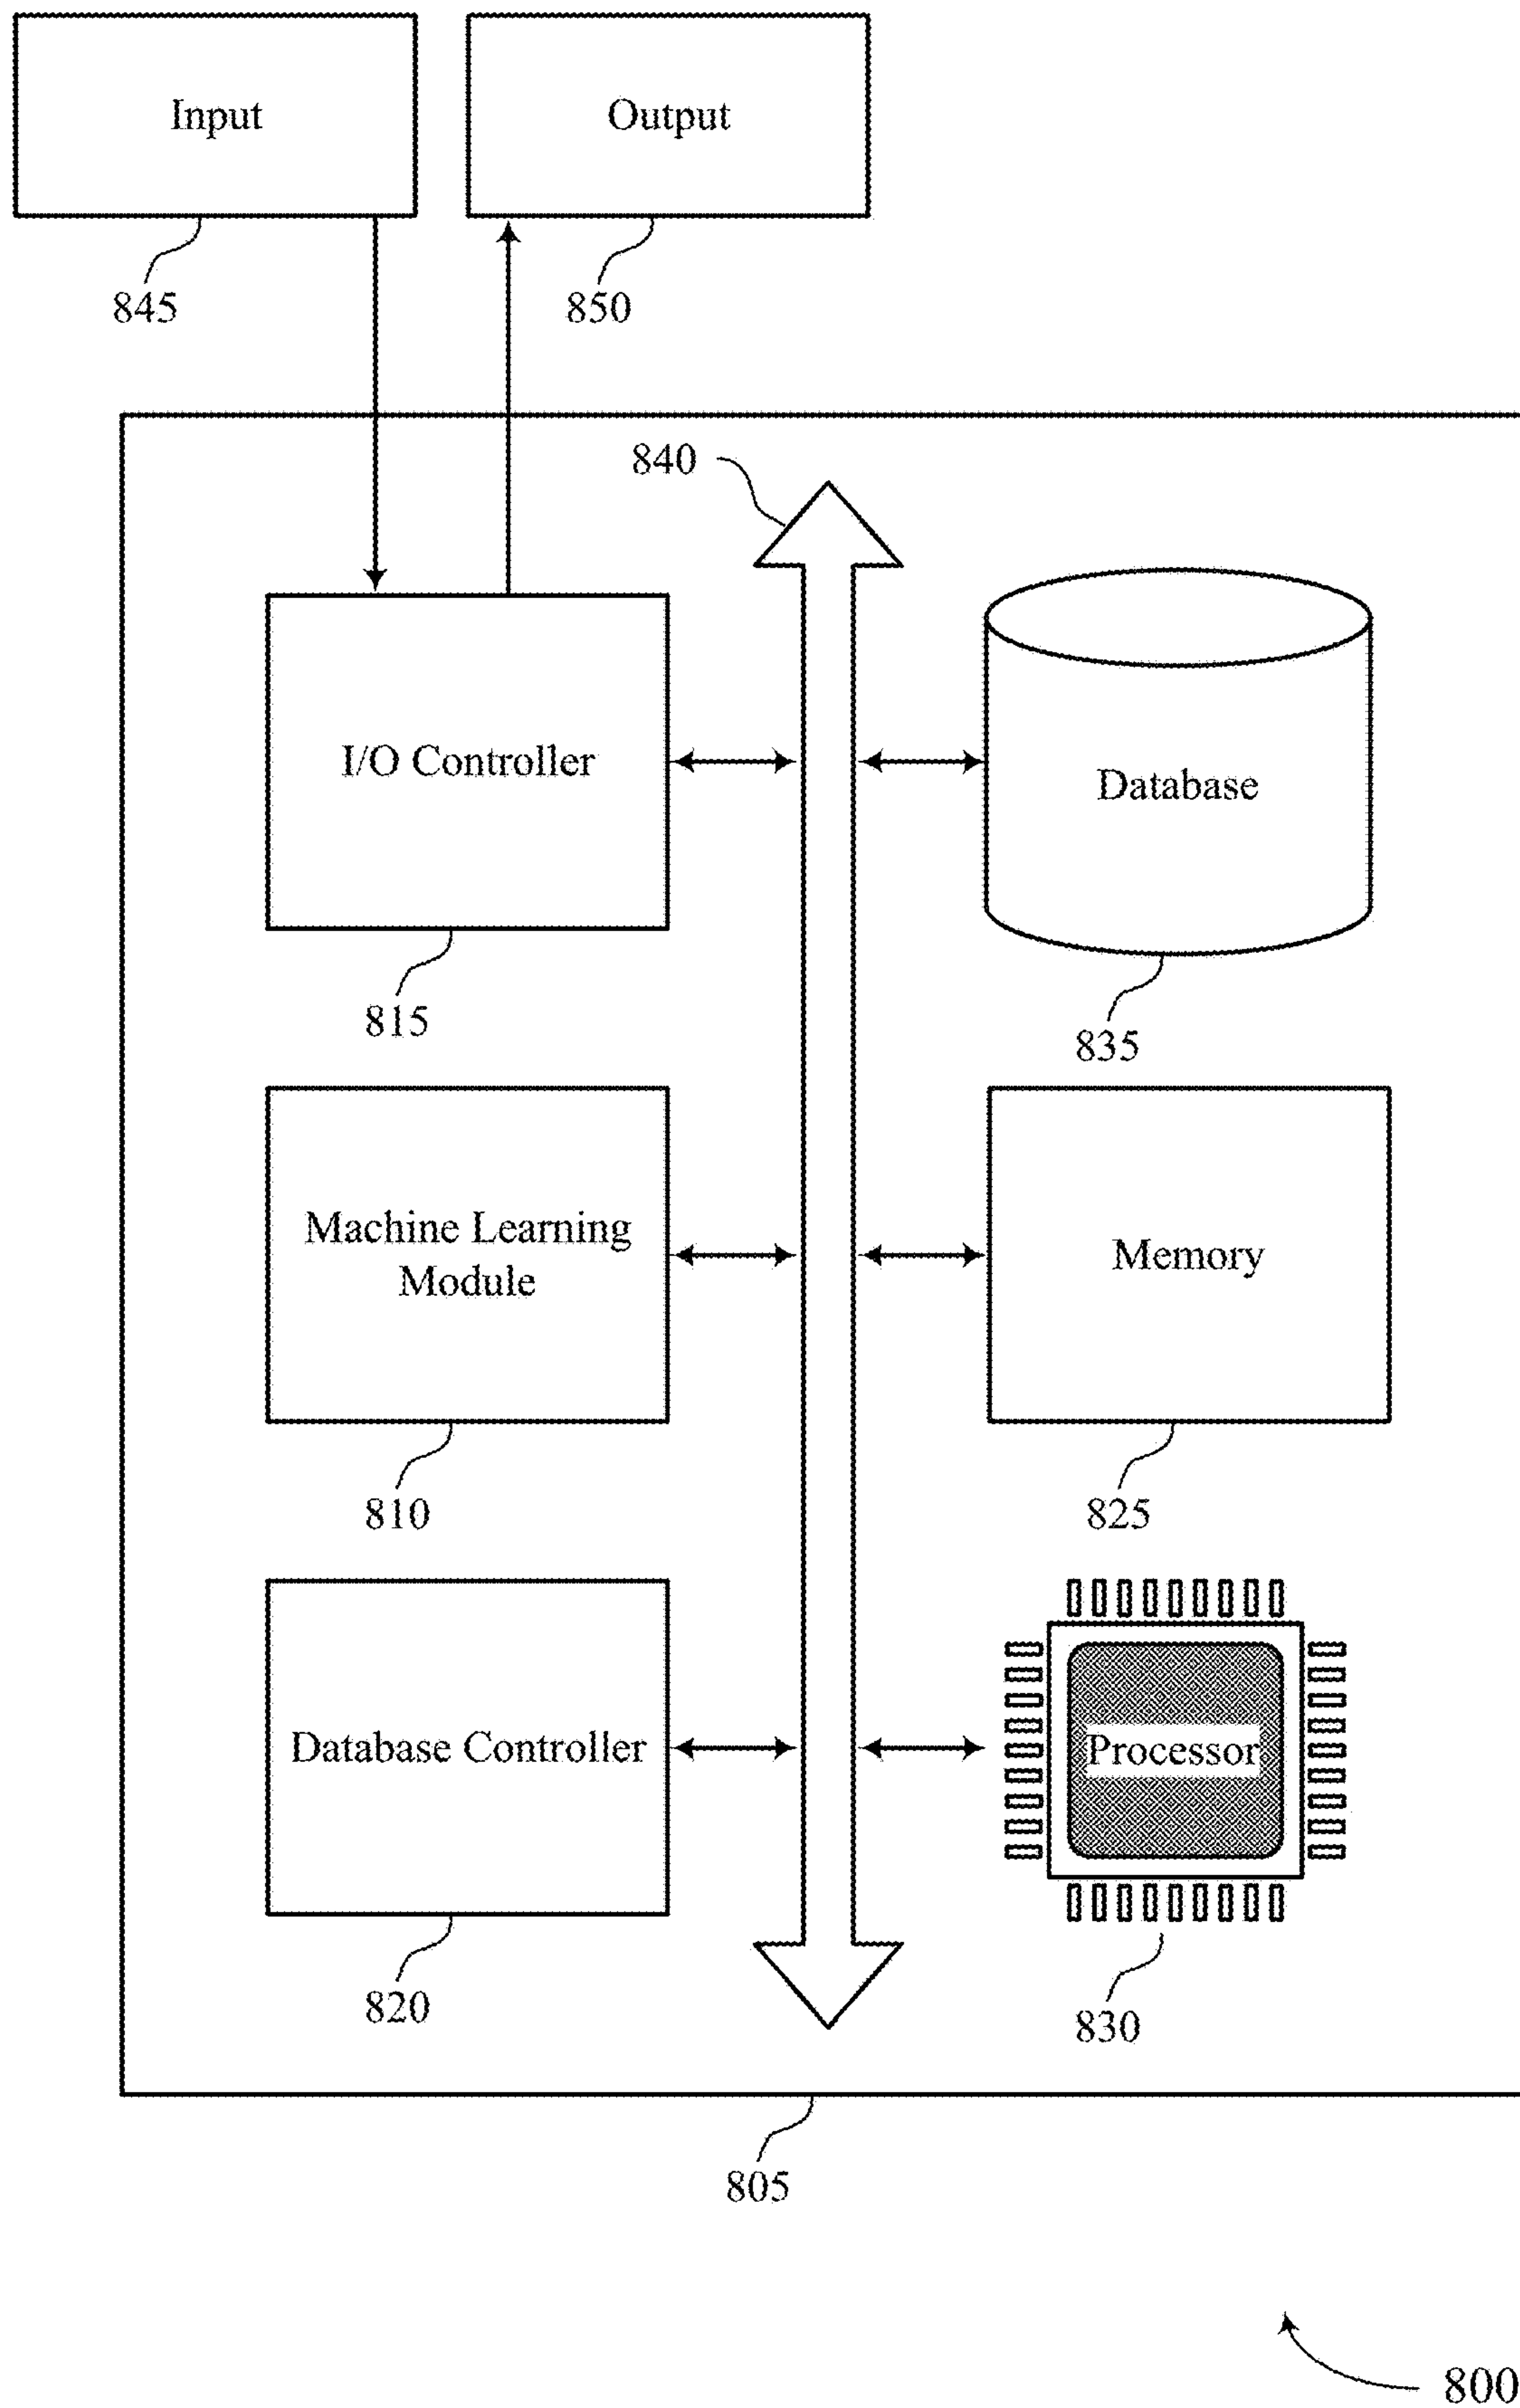 Input
Output
845
850
840
I/O Controller
Database
815
835
Machine Learning
Module
Memory
810
825
Database Controller
Processor
820
830
805
800